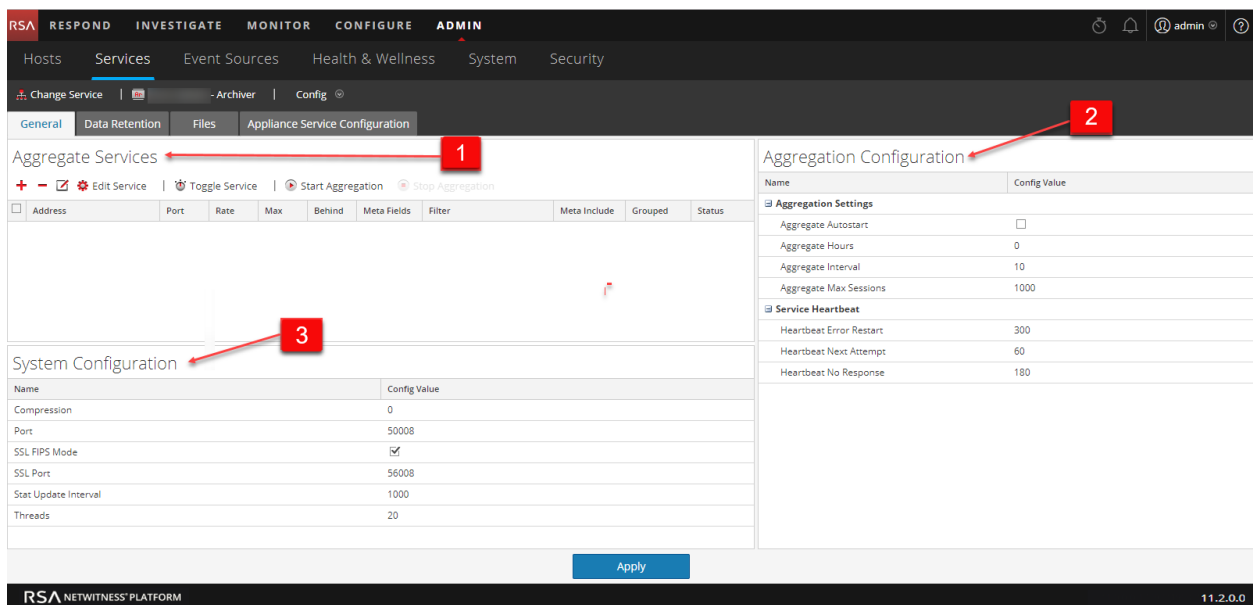 RSA RESPOND INVESTIGATE MONITOR CONFIGURE ADMIN admin ?
Hosts Services Event Sources Health & Wellness System Security
Change Service | - Archiver | Config
General Data Retention Files Appliance Service Configuration
1
2
Aggregate Services
Edit Service | Toggle Service | Start Aggregation Stop Aggregation
Address Port Rate Max Behind Meta Fields Filter Meta Include Grouped Status
Aggregation Configuration
Name Config Value
Aggregation Settings
Aggregate Autostart
Aggregate Hours 0
Aggregate Interval 10
Aggregate Max Sessions 1000
Service Heartbeat
Heartbeat Error Restart 300
Heartbeat Next Attempt 60
Heartbeat No Response 180
3
System Configuration
Name Config Value
Compression 0
Port 50008
SSL FIPS Mode
SSL Port 56008
Stat Update Interval 1000
Threads 20
Apply
RSA NETWITNESS® PLATFORM 11.2.0.0